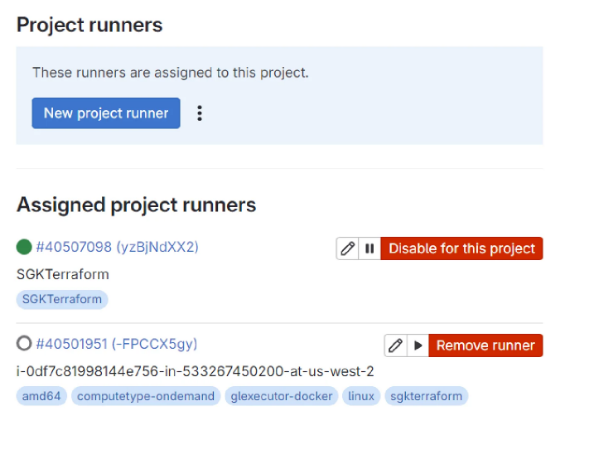 Project runners
These runners are assigned to this project.
New project runner
Assigned project runners
#40507098 (yzBjNdXX2) Disable for this project
SGKTerraform
SGKTerraform
#40501951 (-FPCCX5gy) Remove runner
i-0df7c81998144e756-in-533267450200-at-us-west-2
amd64 computetype-ondemand glexecutor-docker linux sgkterraform